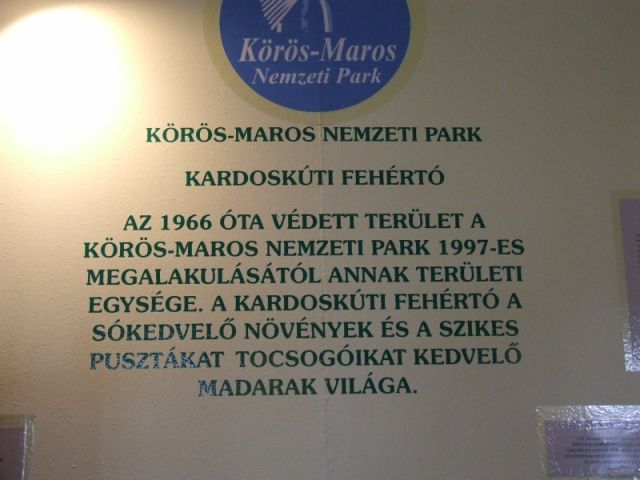 Körös-Maros
Nemzeti Park
KÖRÖS-MAROS NEMZETI PARK
KARDOSKÚTI FEHÉRTÓ
AZ 1966 ÓTA VÉDETT TERÜLET A
KÖRÖS-MAROS NEMZETI PARK 1997-ES
MEGALAKULÁSÁTÓL ANNAK TERÜLETI
EGYSÉGE. A KARDOSKÚTI FEHÉRTÓ A
SÓKEDVELŐ NÖVÉNYEK ÉS A SZIKES
PUSZTÁKAT TOCSOGÓIKAT KEDVELŐ
MADARAK VILÁGA.